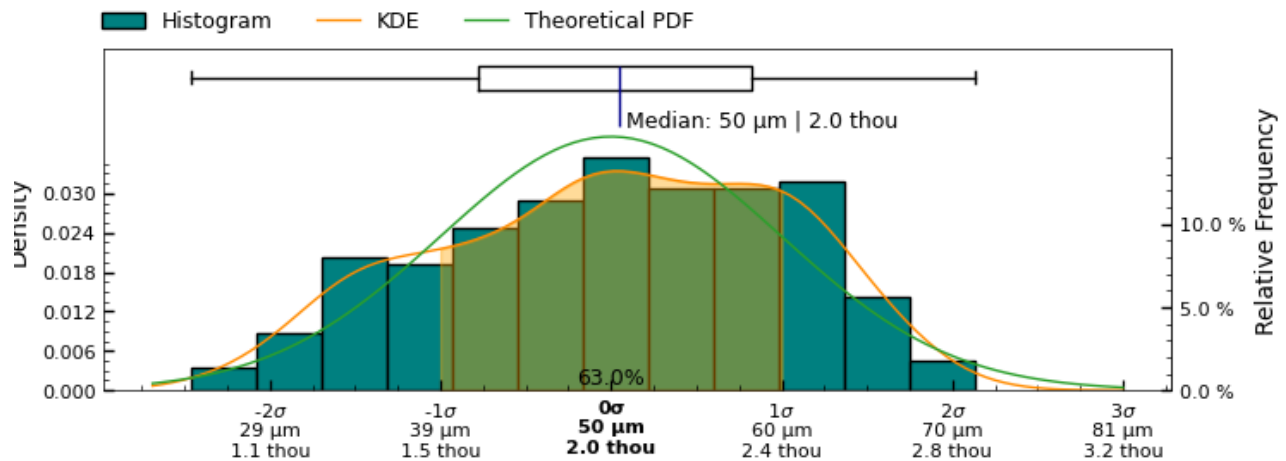 Histogram KDE Theoretical PDF
Median: 50 µm | 2.0 thou
Density
0.030
0.024
0.018
0.012
0.006
0.000
63.0%
10.0 %
5.0 %
0.0 %
Relative Frequency
-2σ -1σ 0σ 1σ 2σ 3σ
29 µm 39 µm 50 µm 60 µm 70 µm 81 µm
1.1 thou 1.5 thou 2.0 thou 2.4 thou 2.8 thou 3.2 thou